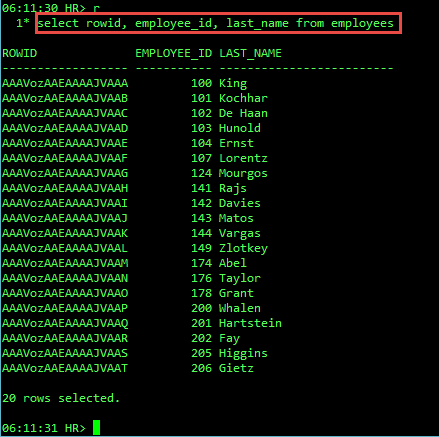 06:11:30 HR> r
1* select rowid, employee_id, last_name from employees
ROWID EMPLOYEE_ID LAST_NAME
------------------ ----------- -------------------------
AAAVozAAEAAAAJVAAA 100 King
AAAVozAAEAAAAJVAAB 101 Kochhar
AAAVozAAEAAAAJVAAC 102 De Haan
AAAVozAAEAAAAJVAAD 103 Hunold
AAAVozAAEAAAAJVAAE 104 Ernst
AAAVozAAEAAAAJVAAF 107 Lorentz
AAAVozAAEAAAAJVAAG 124 Mourgos
AAAVozAAEAAAAJVAAH 141 Rajs
AAAVozAAEAAAAJVAAI 142 Davies
AAAVozAAEAAAAJVAAJ 143 Matos
AAAVozAAEAAAAJVAAK 144 Vargas
AAAVozAAEAAAAJVAAL 149 Zlotkey
AAAVozAAEAAAAJVAAM 174 Abel
AAAVozAAEAAAAJVAAN 176 Taylor
AAAVozAAEAAAAJVAAO 178 Grant
AAAVozAAEAAAAJVAAP 200 Whalen
AAAVozAAEAAAAJVAAQ 201 Hartstein
AAAVozAAEAAAAJVAAR 202 Fay
AAAVozAAEAAAAJVAAS 205 Higgins
AAAVozAAEAAAAJVAAT 206 Gietz
20 rows selected.
06:11:31 HR>